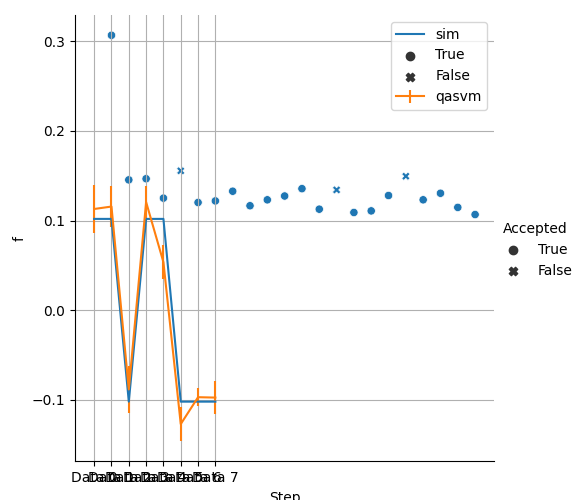 0.3
0.2
0.1
0.0
−0.1
f
sim
True
False
qasvm
Accepted
True
False
Data 7
Step